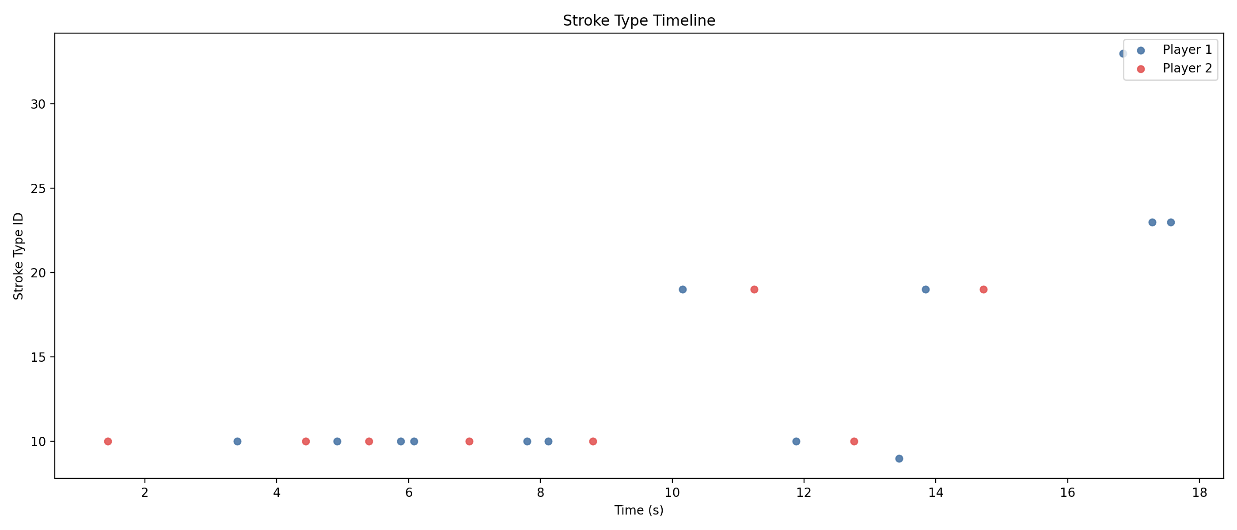 Stroke Type Timeline
Player 1
Player 2
Stroke Type ID
30
25
20
15
10
2 4 6 8 10 12 14 16 18
Time (s)